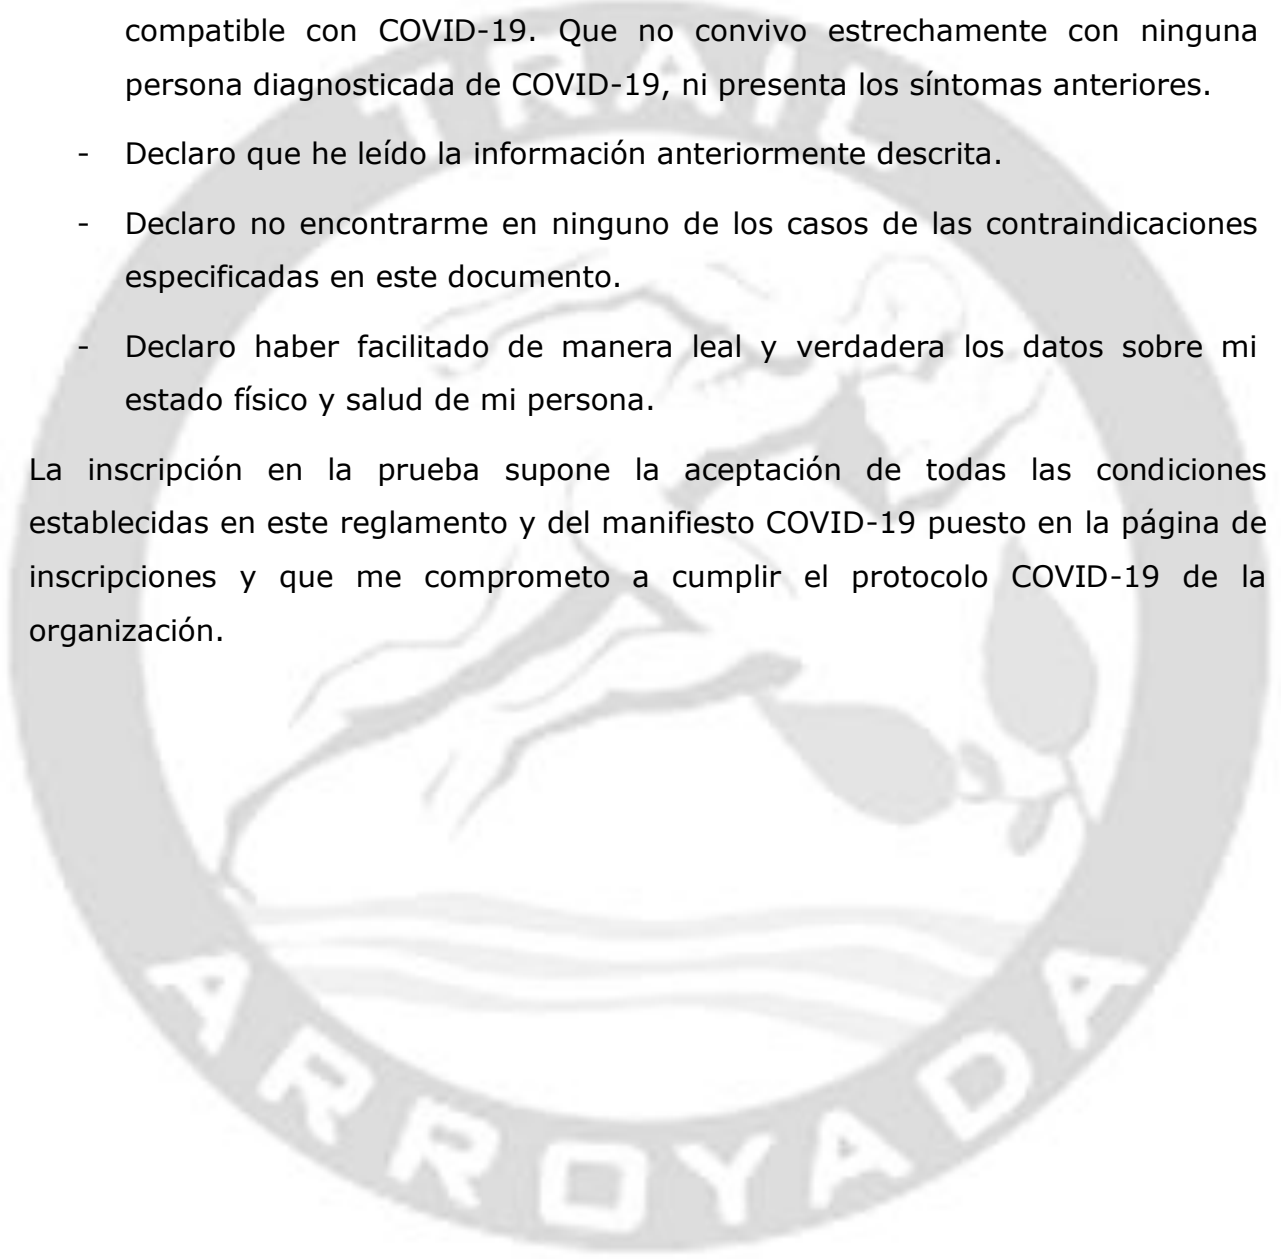 compatible con COVID-19. Que no convivo estrechamente con ninguna
persona diagnosticada de COVID-19, ni presenta los síntomas anteriores.
- Declaro que he leído la información anteriormente descrita.
- Declaro no encontrarme en ninguno de los casos de las contraindicaciones
especificadas en este documento.
- Declaro haber facilitado de manera leal y verdadera los datos sobre mi
estado físico y salud de mi persona.
La inscripción en la prueba supone la aceptación de todas las condiciones
establecidas en este reglamento y del manifiesto COVID-19 puesto en la página de
inscripciones y que me comprometo a cumplir el protocolo COVID-19 de la
organización.
TRAIL
ARROYADA